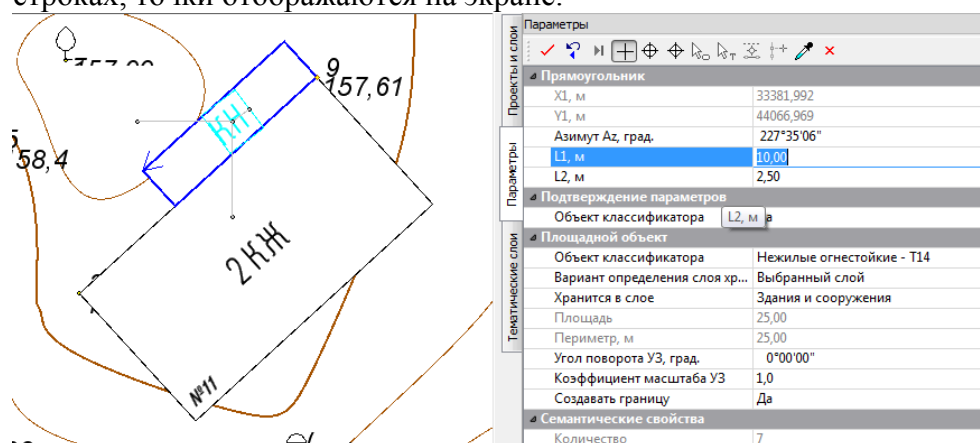 строках, точки отображаются на экране.
9
157,61
58,4
КН
2КЖ
№11
Проекты и слои
Параметры
Тематические слои
Параметры
Прямоугольник
X1, м 33381,992
Y1, м 44066,969
Азимут Az, град. 227°35'06"
L1, м 10,00
L2, м 2,50
Подтверждение параметров
Объект классификатора а
L2, м
Площадной объект
Объект классификатора Нежилые огнестойкие - Т14
Вариант определения слоя хр... Выбранный слой
Хранится в слое Здания и сооружения
Площадь 25,00
Периметр, м 25,00
Угол поворота УЗ, град. 0°00'00"
Коэффициент масштаба УЗ 1,0
Создавать границу Да
Семантические свойства
Количество 7